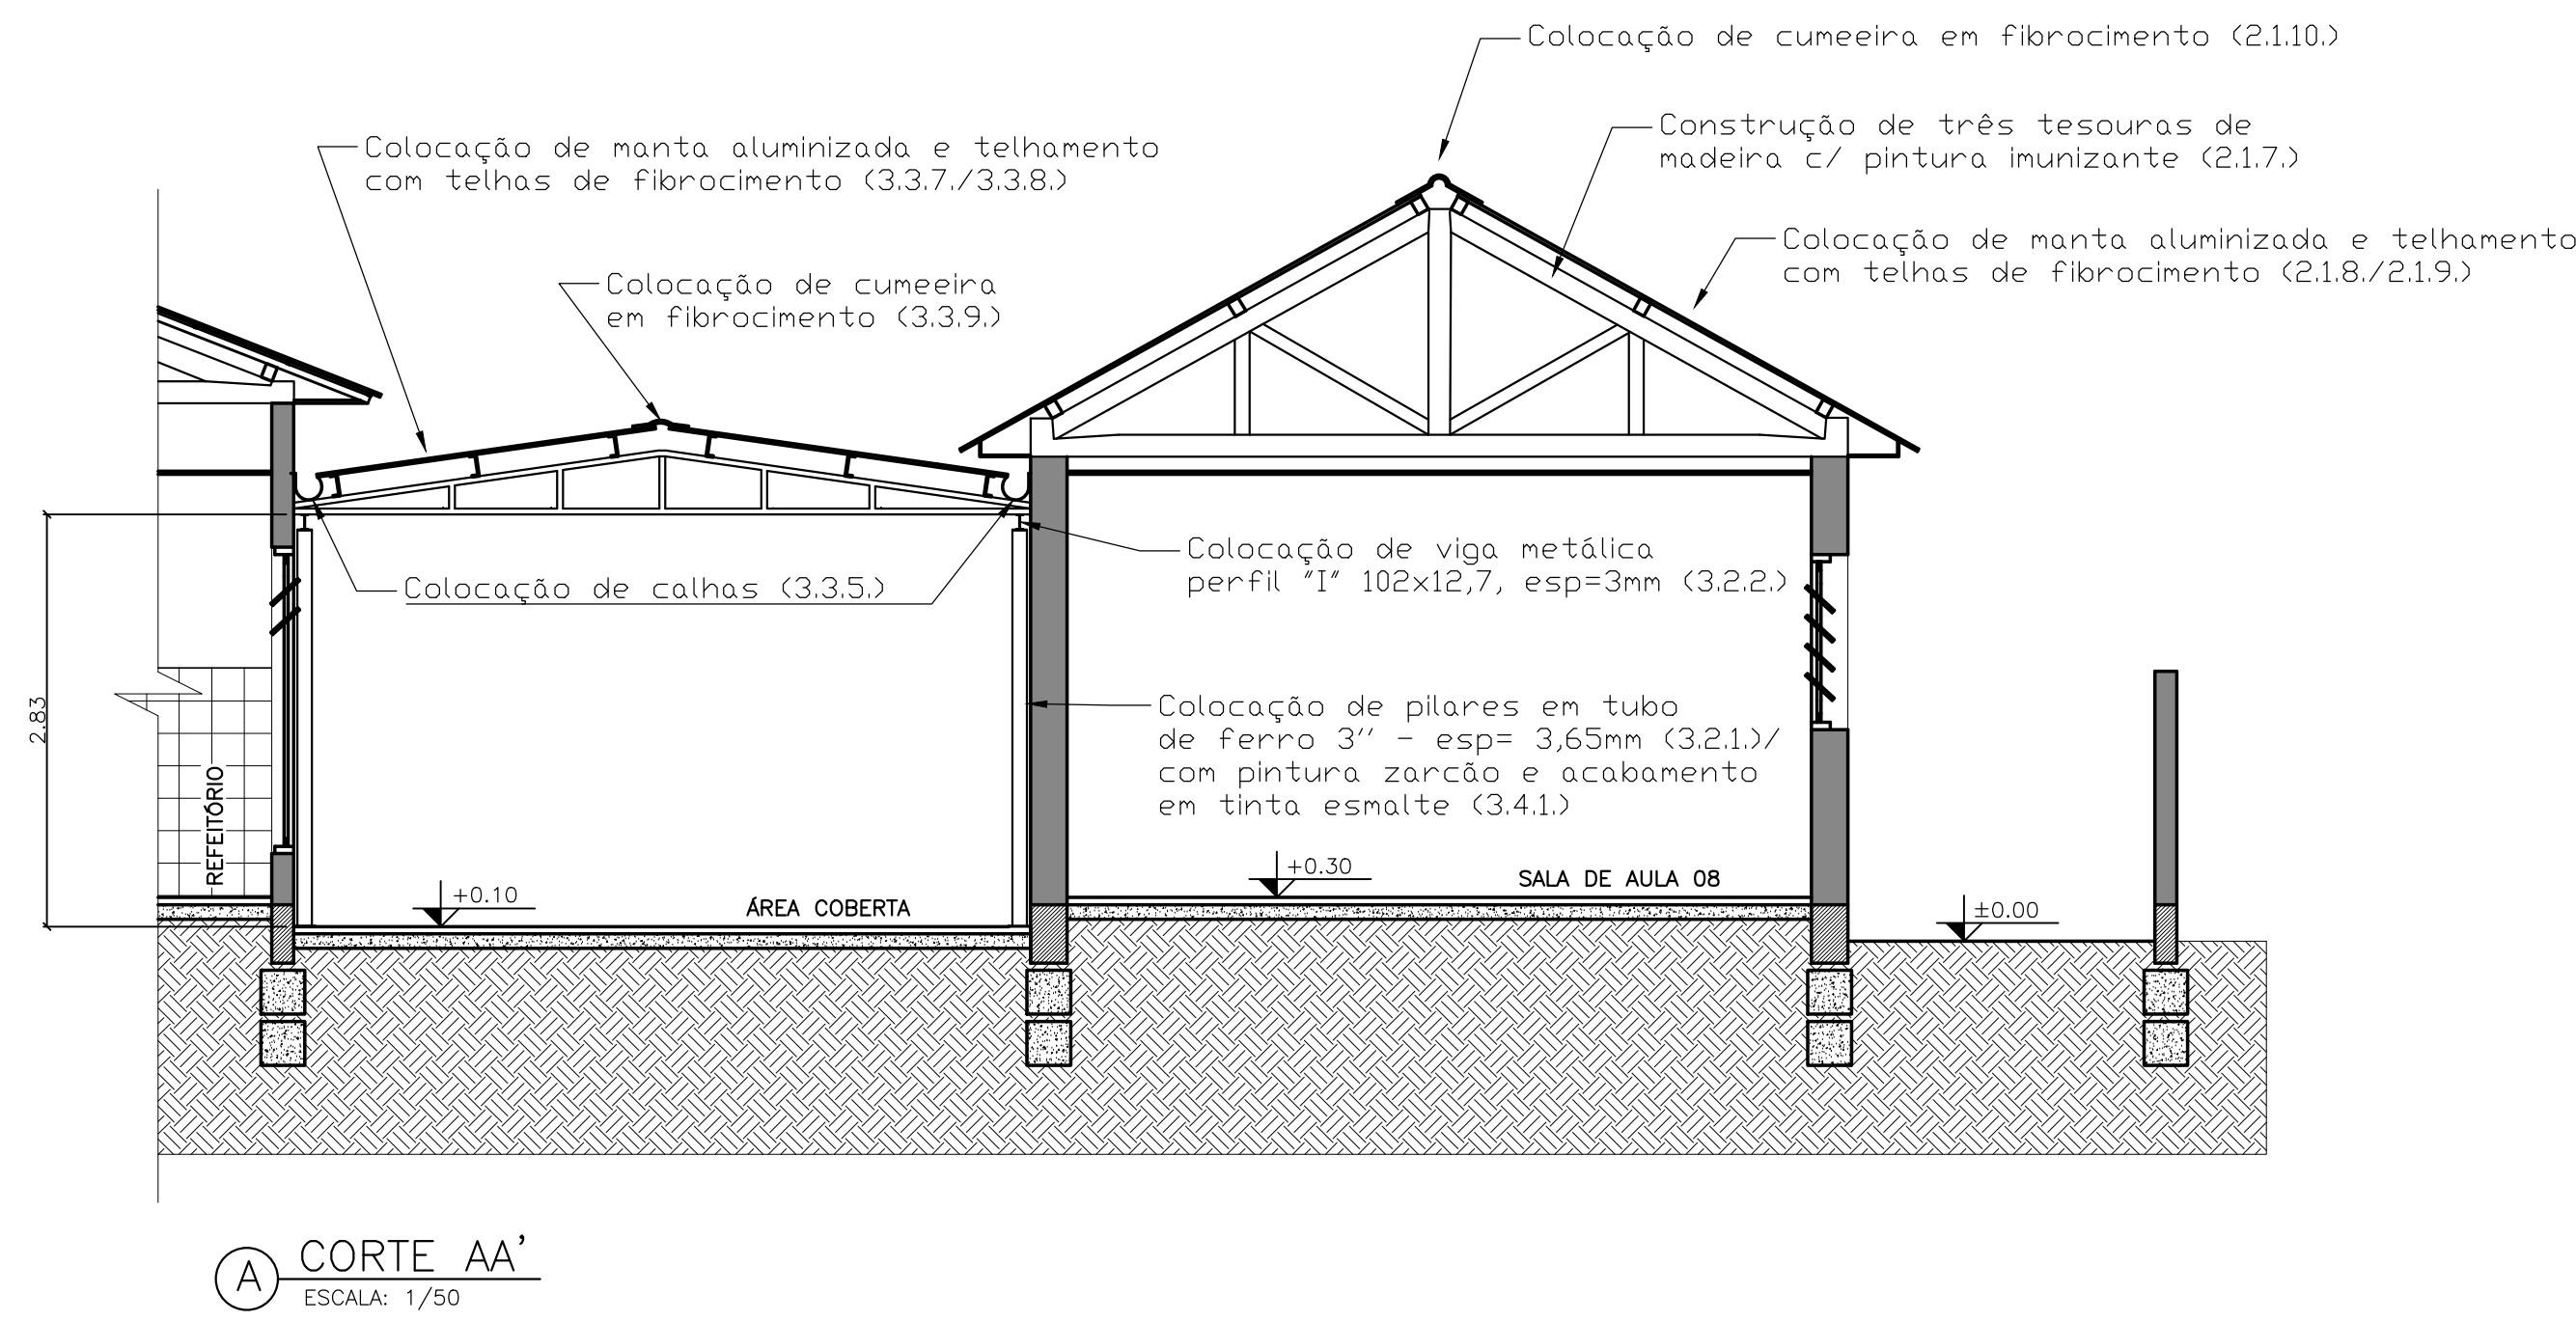 Colocação de cumeeira em fibrocimento (2.1.10.)
Construção de três tesouras de
madeira c/ pintura imunizante (2.1.7.)
Colocação de manta aluminizada e telhamento
com telhas de fibrocimento (3.3.7./3.3.8.)
Colocação de manta aluminizada e telhamento
com telhas de fibrocimento (2.1.8./2.1.9.)
Colocação de cumeeira
em fibrocimento (3.3.9.)
Colocação de viga metálica
perfil "I" 102x12,7, esp=3mm (3.2.2.)
Colocação de calhas (3.3.5.)
Colocação de pilares em tubo
de ferro 3'' - esp= 3,65mm (3.2.1.)/
com pintura zarcão e acabamento
em tinta esmalte (3.4.1.)
2.83
REFEITÓRIO
+0.10
ÁREA COBERTA
+0.30
SALA DE AULA 08
±0.00
A
CORTE AA'
ESCALA: 1/50